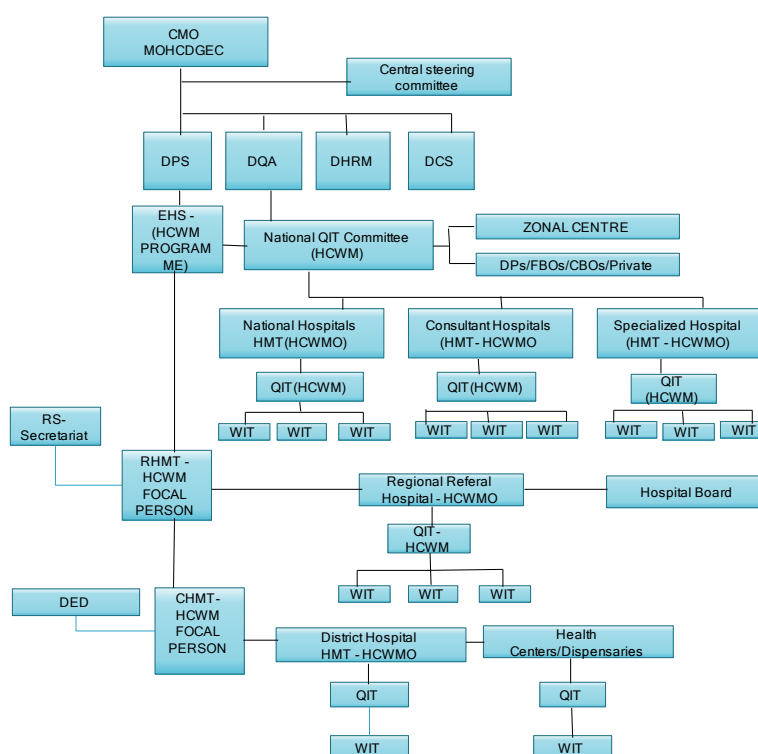 CMO
MOHCDGEC
Central steering
committee
DPS
DQA
DHRM
DCS
EHS -
(HCWM
PROGRAM
ME)
National QIT Committee
(HCWM)
ZONAL CENTRE
DPs/FBOs/CBOs/Private
National Hospitals
HMT(HCWMO)
Consultant Hospitals
(HMT- HCWMO
Specialized Hospital
(HMT - HCWMO)
QIT(HCWM)
QIT(HCWM)
QIT
(HCWM)
WIT
WIT
WIT
WIT
WIT
WIT
WIT
WIT
WIT
RS-
Secretariat
RHMT -
HCWM
FOCAL
PERSON
Regional Referal
Hospital - HCWMO
Hospital Board
QIT-
HCWM
WIT
WIT
WIT
DED
CHMT-
HCWM
FOCAL
PERSON
District Hospital
HMT - HCWMO
Health
Centers/Dispensaries
QIT
QIT
WIT
WIT